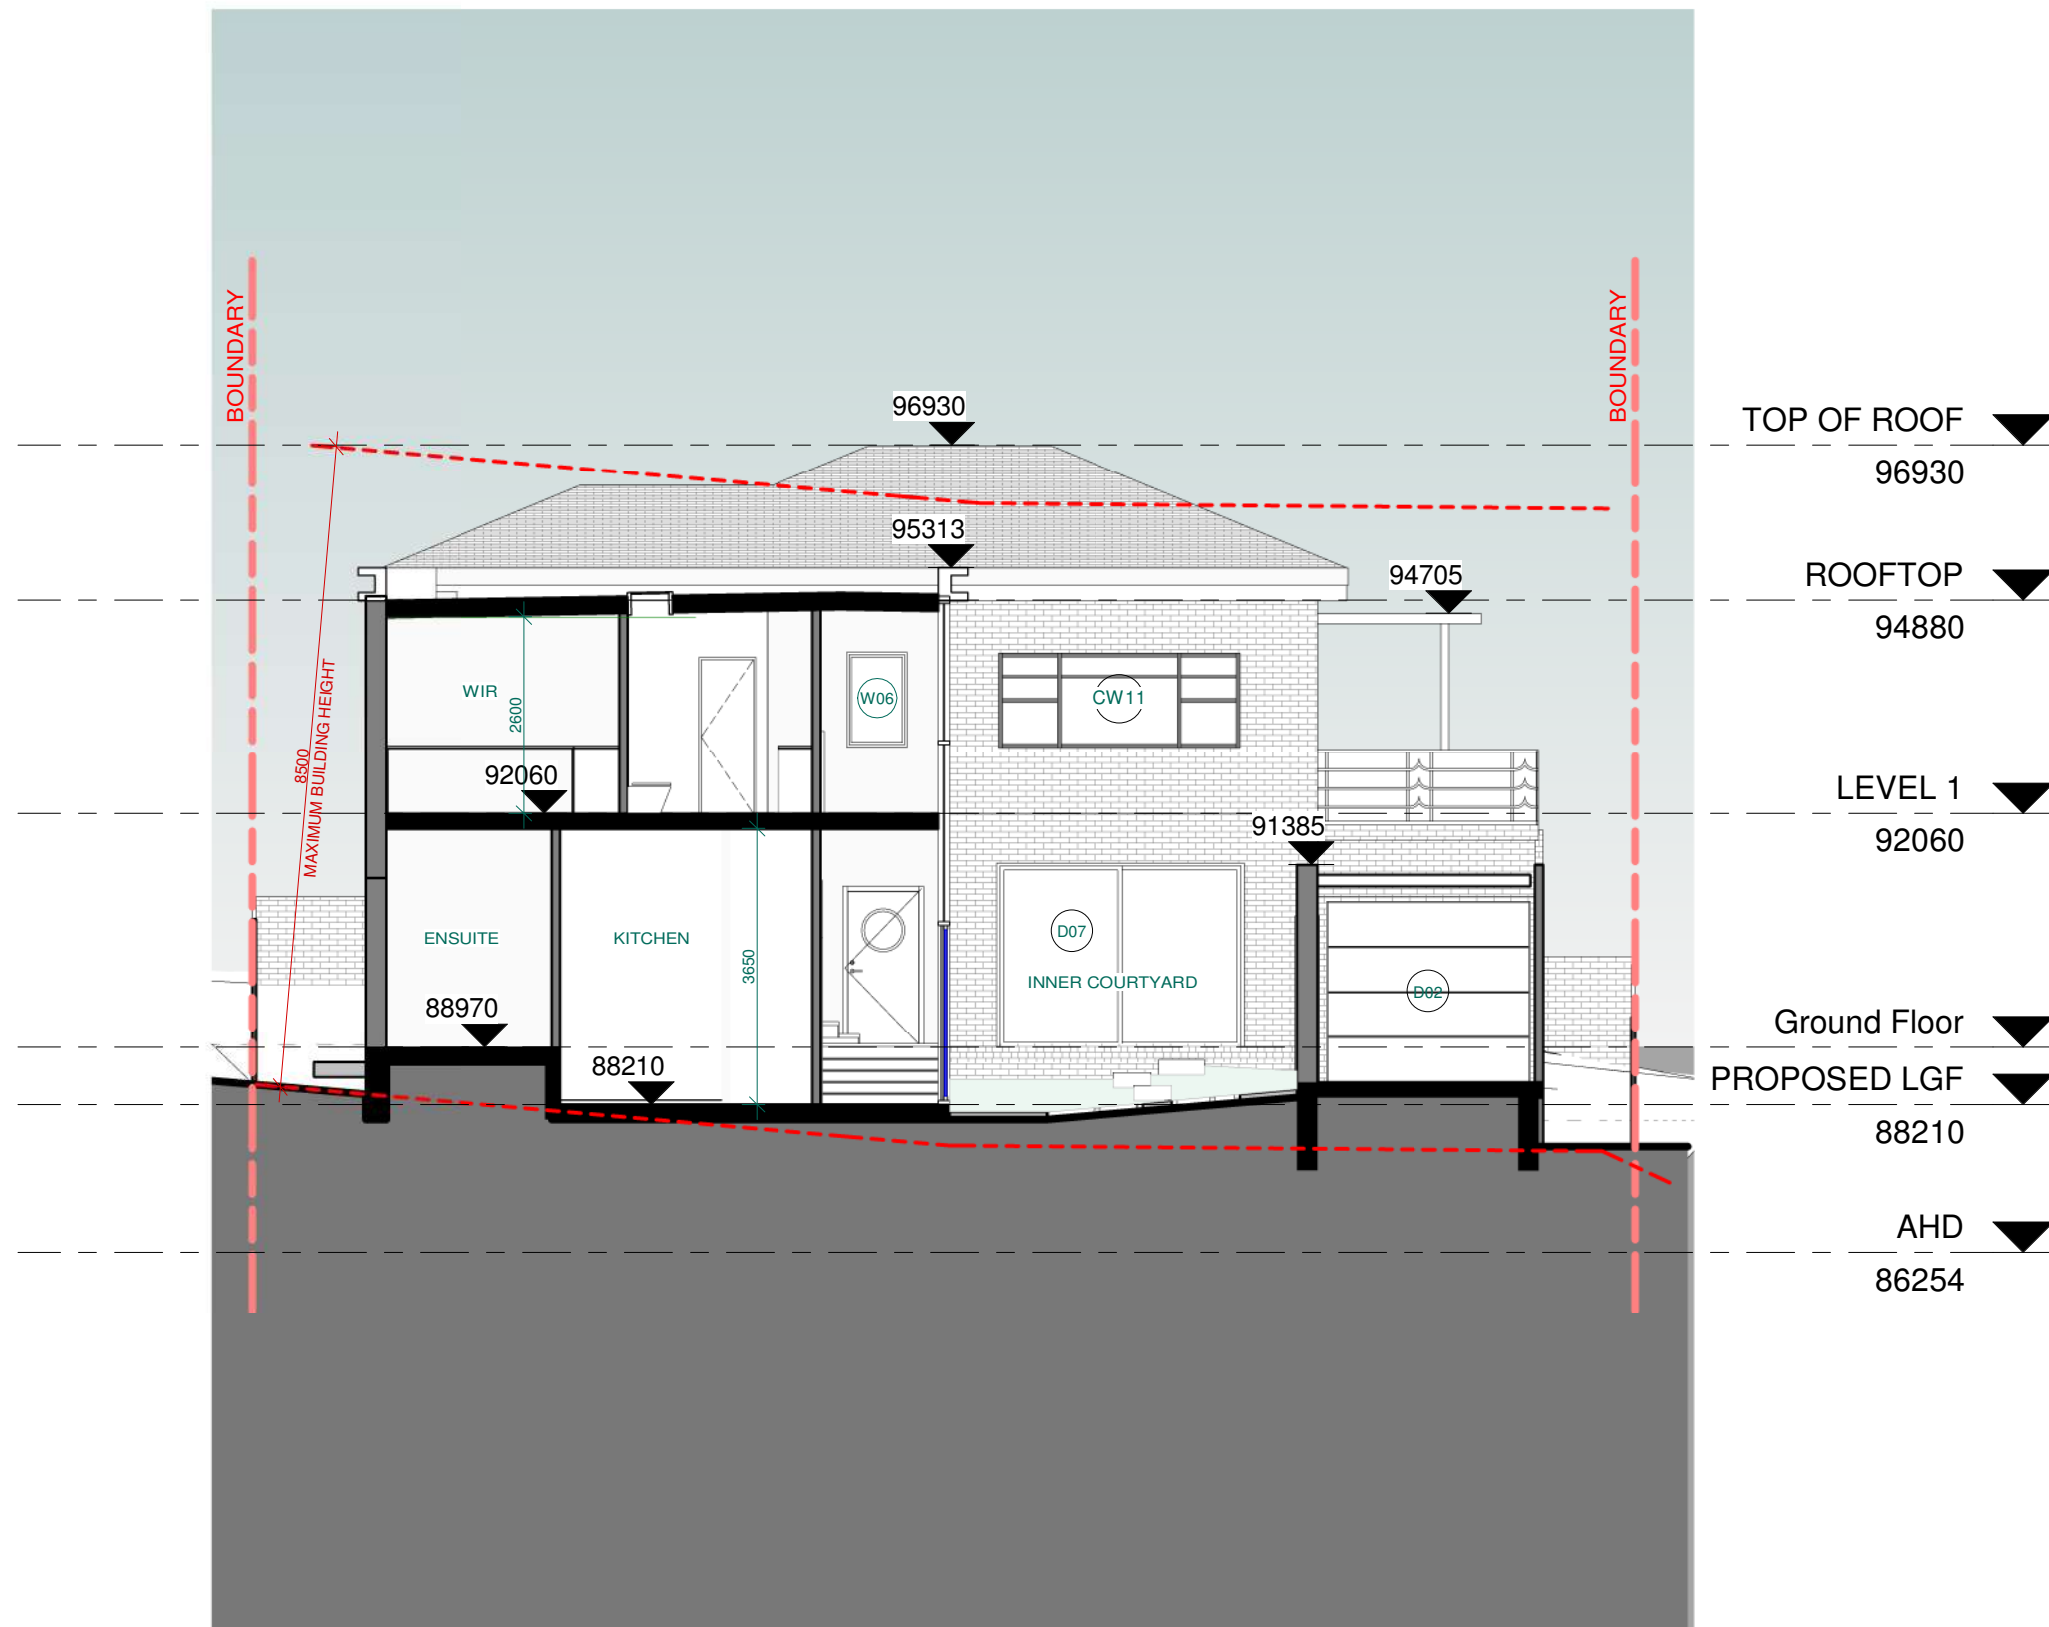 BOUNDARY
BOUNDARY
96930
TOP OF ROOF
96930
95313
94705
ROOFTOP
94880
8500
MAXIMUM BUILDING HEIGHT
WIR
2600
W06
CW11
92060
LEVEL 1
92060
91385
ENSUITE
KITCHEN
3650
D07
INNER COURTYARD
D02
88970
Ground Floor
88210
PROPOSED LGF
88210
AHD
86254